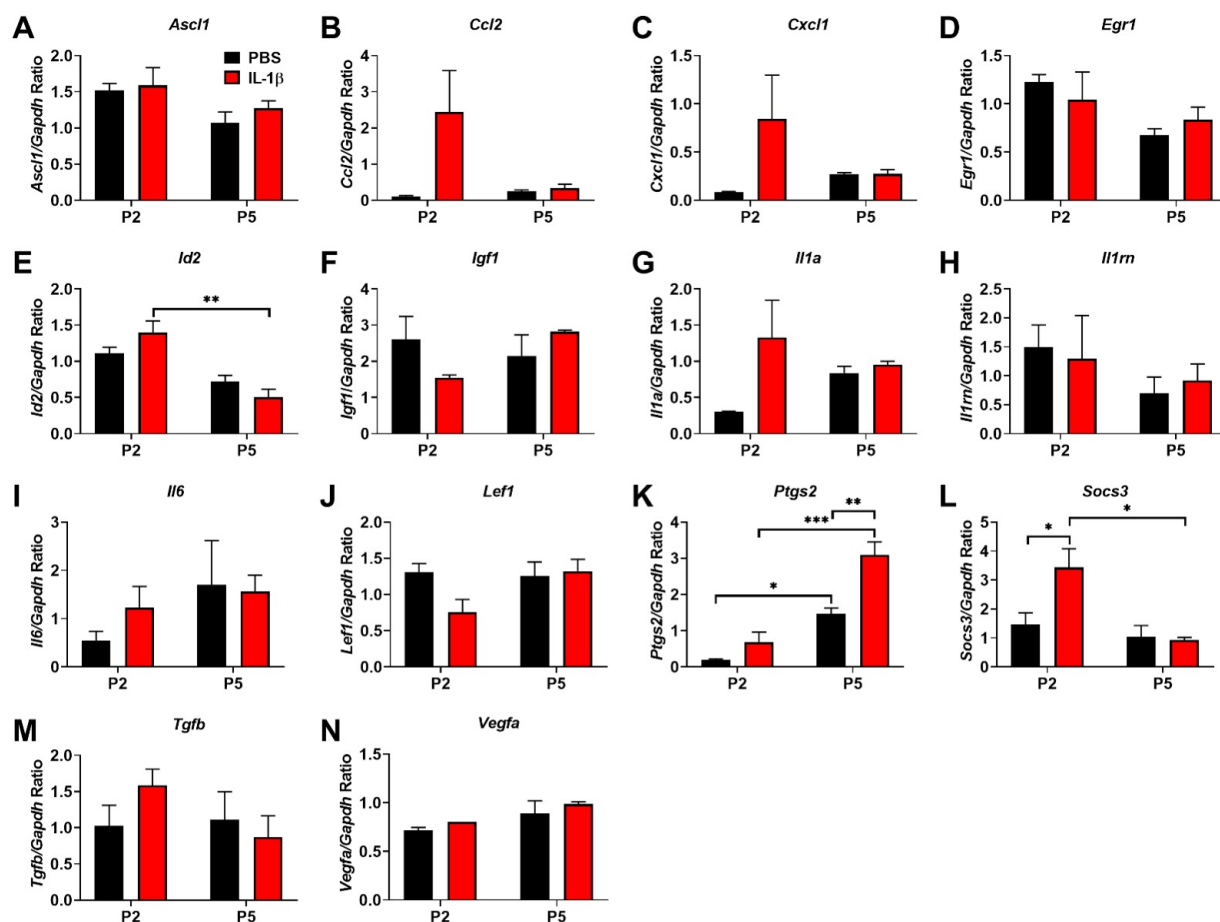 A
Ascl1
Ascl1/Gapdh Ratio
2.0
1.5
1.0
1.5
0.0
P2
P5
PBS
IL-1β
B
Ccl2
Ccl2/Gapdh Ratio
4
3
2
1
0
P2
P5
C
Cxcl1
Cxcl1/Gapdh Ratio
1.5
1.0
0.5
0.0
P2
P5
D
Egr1
Egr1/Gapdh Ratio
1.5
1.0
0.5
0.0
P2
P5
E
Id2
Id2/Gapdh Ratio
2.0
1.5
1.0
0.5
0.0
**
P2
P5
F
Igf1
Igf1/Gapdh Ratio
4
3
2
1
0
P2
P5
G
Il1a
Il1a/Gapdh Ratio
2.0
1.5
1.0
0.5
0.0
P2
P5
H
Il1rn
Il1rn/Gapdh Ratio
2.5
2.0
1.5
1.0
0.5
0.0
P2
P5
I
Il6
Il6/Gapdh Ratio
3
2
1
0
P2
P5
J
Lef1
Lef1/Gapdh Ratio
2.0
1.5
1.0
0.5
0.0
P2
P5
K
Ptgs2
Ptgs2/Gapdh Ratio
4
3
2
1
0
**
***
*
P2
P5
L
Socs3
Socs3/Gapdh Ratio
5
4
3
2
1
0
*
*
P2
P5
M
Tgfb
Tgfb/Gapdh Ratio
2.0
1.5
1.0
0.5
0.0
P2
P5
N
Vegfa
Vegfa/Gapdh Ratio
1.5
1.0
0.5
0.0
P2
P5